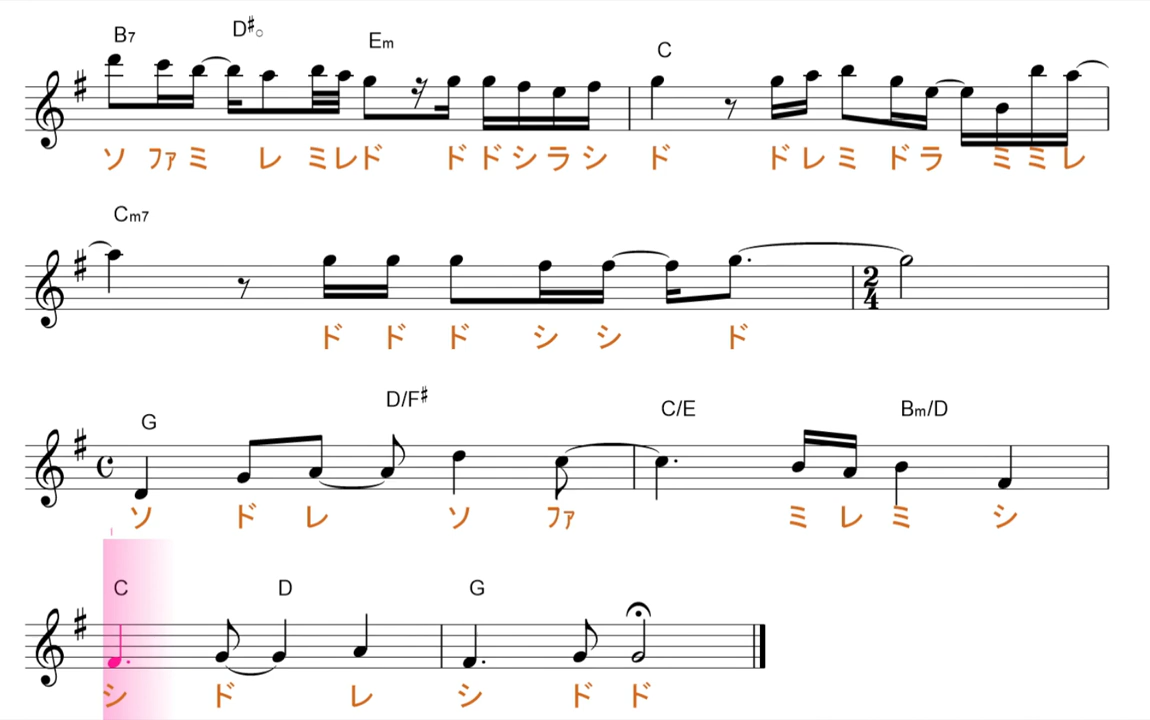 B7 D♯○ Em C
ソ ファ ミ レ ミ レ ド ド ド シ ラ シ ド ド レ ミ ド ラ ミ ミ レ
Cm7
ド ド ド シ シ ド
2
4
G D/F♯ C/E Bm/D
ソ ド レ ソ ファ ミ レ ミ シ
C D G
シ ド レ シ ド ド